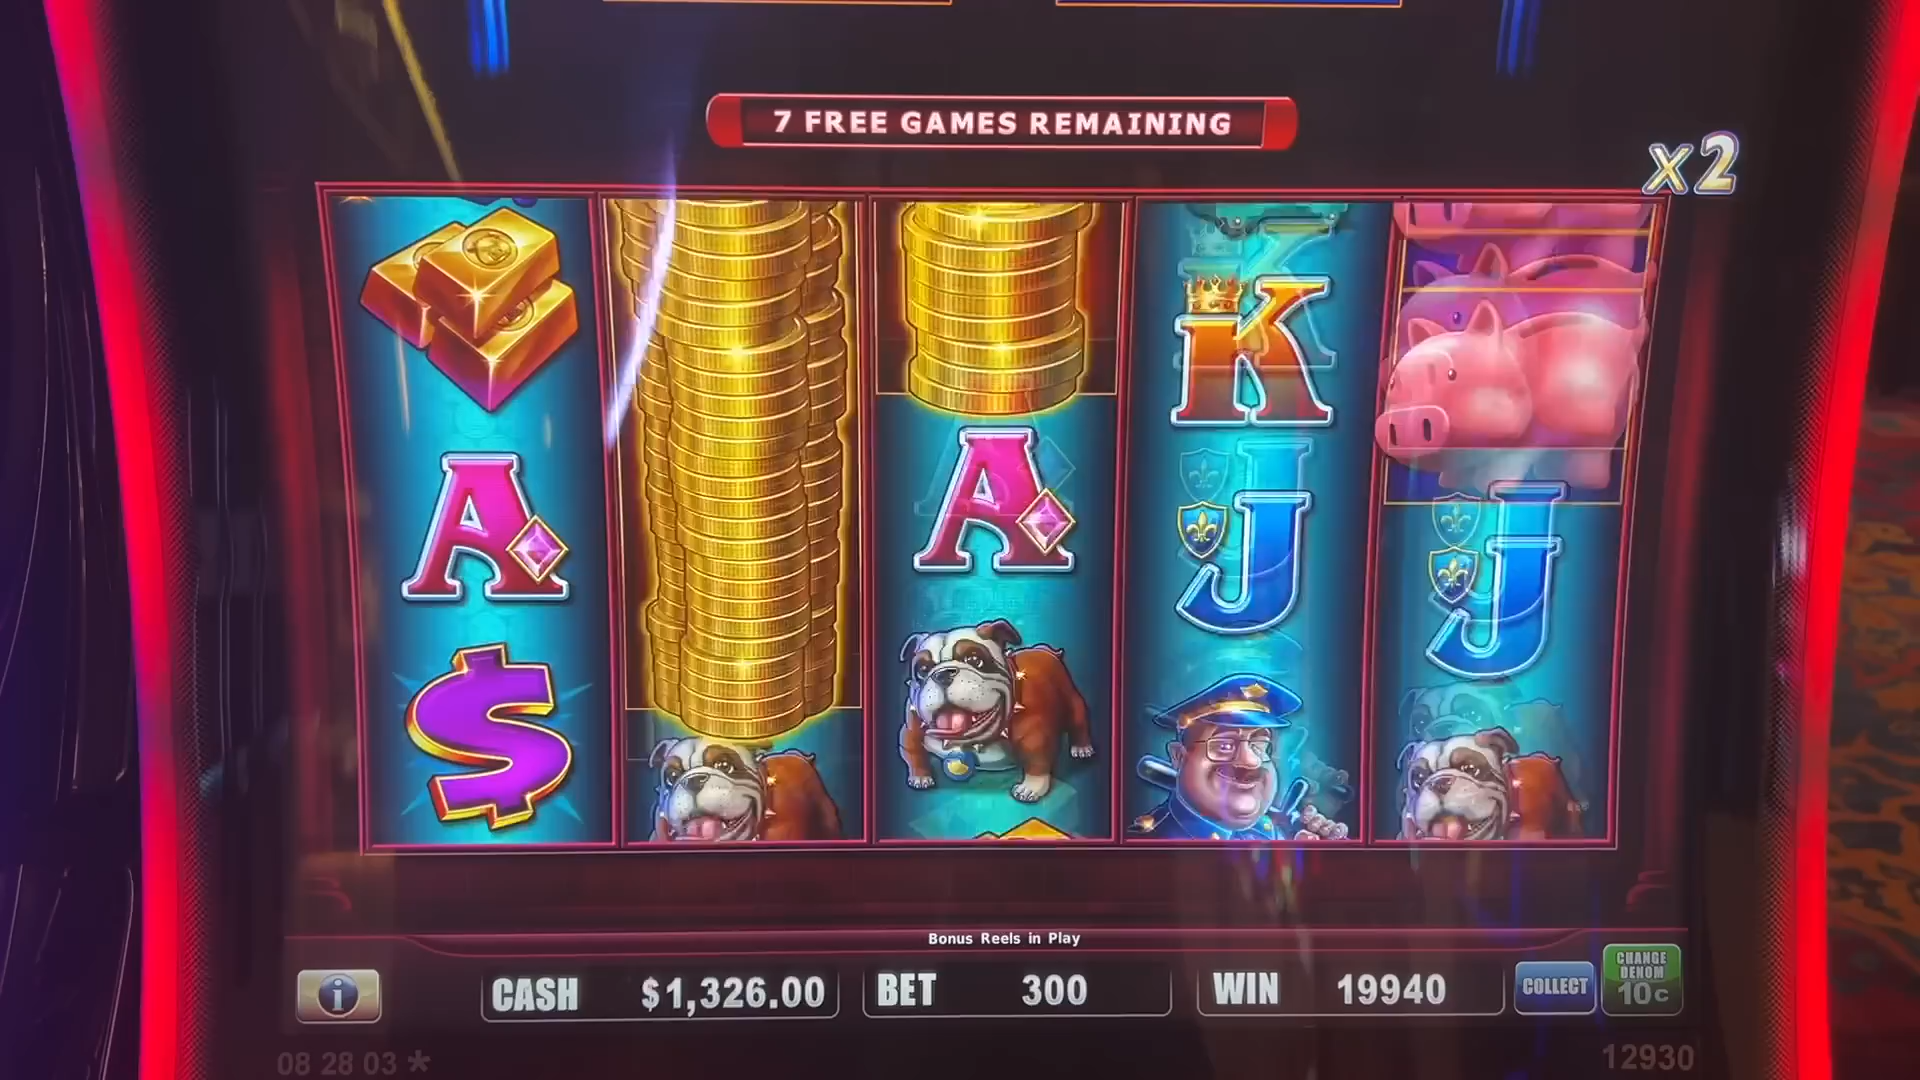 7 FREE GAMES REMAINING
x2
K
A
A
J
J
$
Bonus Reels in Play
CASH $1,326.00
BET 300
WIN 19940
COLLECT
CHANGE
DENOM
10¢
08 28 03 *
12930